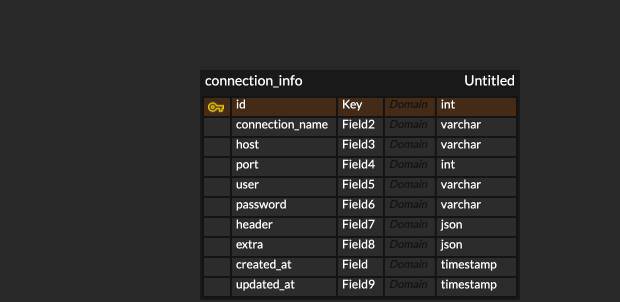 connection_info Untitled
id Key Domain int
connection_name Field2 Domain varchar
host Field3 Domain varchar
port Field4 Domain int
user Field5 Domain varchar
password Field6 Domain varchar
header Field7 Domain json
extra Field8 Domain json
created_at Field Domain timestamp
updated_at Field9 Domain timestamp